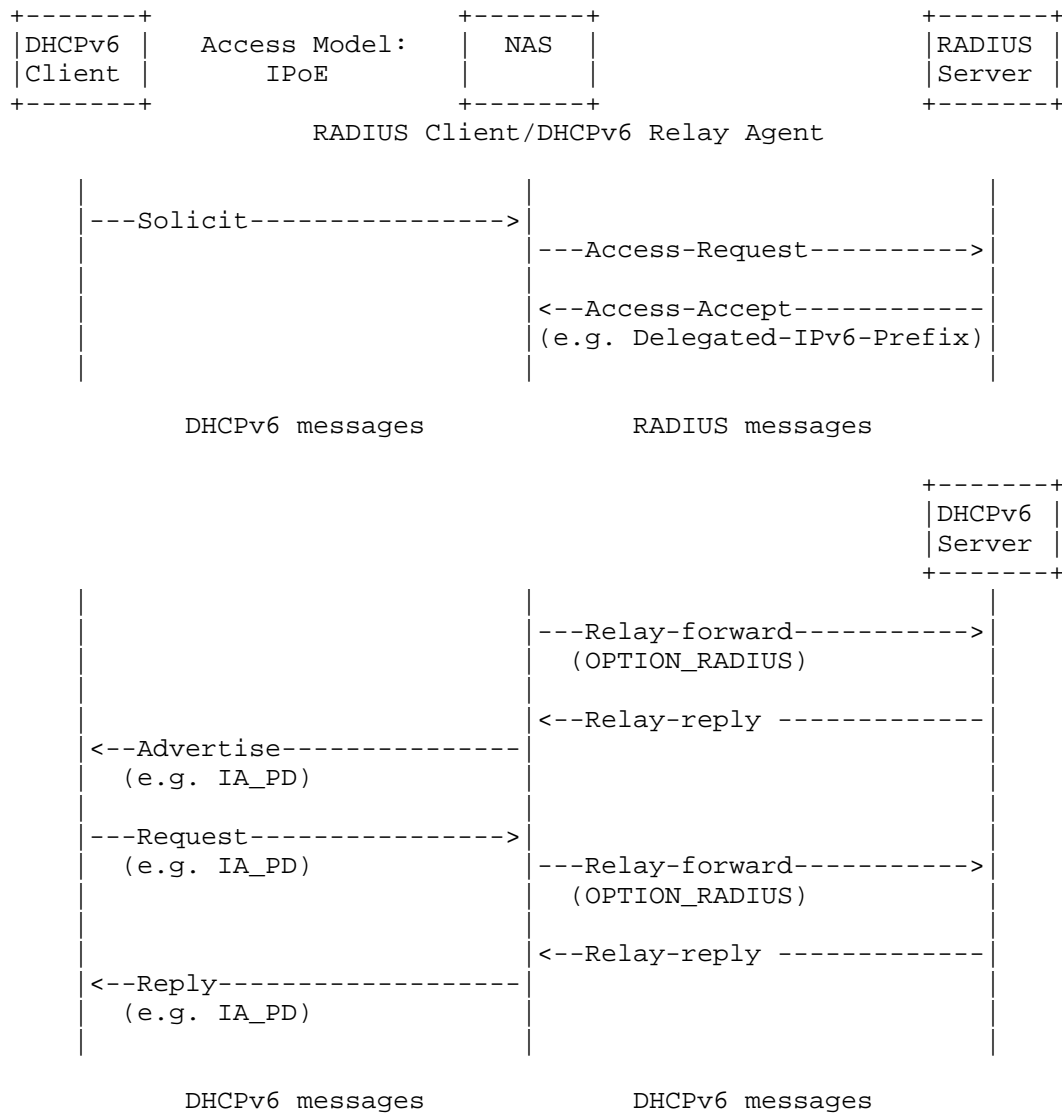 +-------+                     +-------+                     +-------+
|DHCPv6 |    Access Model:    |  NAS  |                     |RADIUS |
|Client |        IPoE         |       |                     |Server |
+-------+                     +-------+                     +-------+
RADIUS Client/DHCPv6 Relay Agent
|---Solicit---------------->|
|---Access-Request---------->|
|<--Access-Accept------------|
|(e.g. Delegated-IPv6-Prefix)|
DHCPv6 messages             RADIUS messages
+-------+
|DHCPv6 |
|Server |
+-------+
|---Relay-forward----------->|
|  (OPTION_RADIUS)           |
|<--Relay-reply -------------|
|<--Advertise---------------|
|  (e.g. IA_PD)             |
|---Request---------------->|
|  (e.g. IA_PD)             |---Relay-forward----------->|
|  (OPTION_RADIUS)           |
|<--Relay-reply -------------|
|<--Reply-------------------|
|  (e.g. IA_PD)             |
DHCPv6 messages              DHCPv6 messages